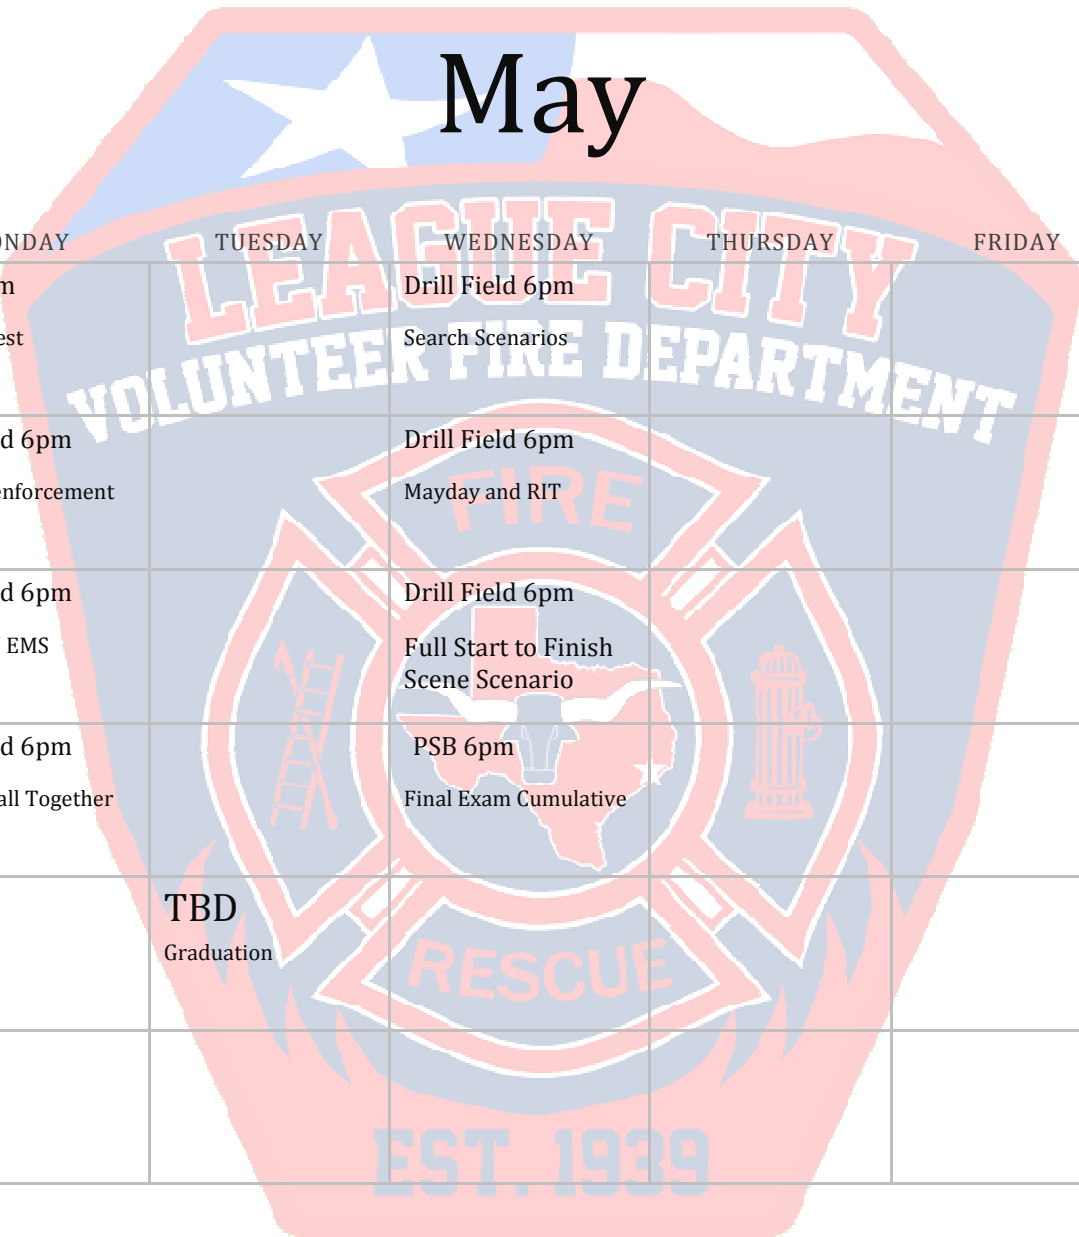 May
LEAGUE CITY
VOLUNTEER FIRE DEPARTMENT
ONDAY TUESDAY WEDNESDAY THURSDAY FRIDAY
m Drill Field 6pm
est Search Scenarios
d 6pm Drill Field 6pm
enforcement Mayday and RIT
FIRE
d 6pm Drill Field 6pm
EMS Full Start to Finish
Scene Scenario
d 6pm PSB 6pm
all Together Final Exam Cumulative
TBD
Graduation
RESCUE
EST. 1939